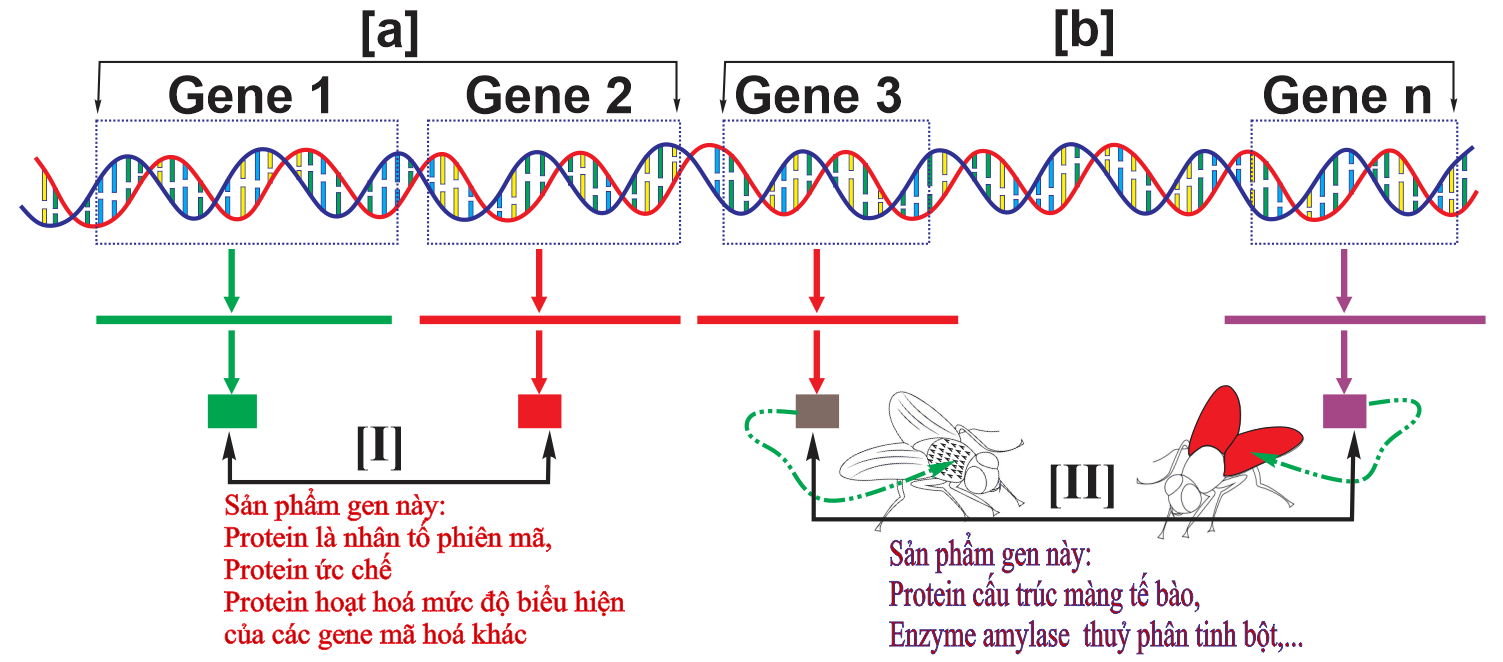 [a]
[b]
Gene 1
Gene 2
Gene 3
Gene n
[I]
[II]
Sản phẩm gen này:
Protein là nhân tố phiên mã,
Protein ức chế
Protein hoạt hoá mức độ biểu hiện
của các gene mã hoá khác
Sản phẩm gen này:
Protein cấu trúc màng tế bào,
Enzyme amylase thuỷ phân tinh bột,...